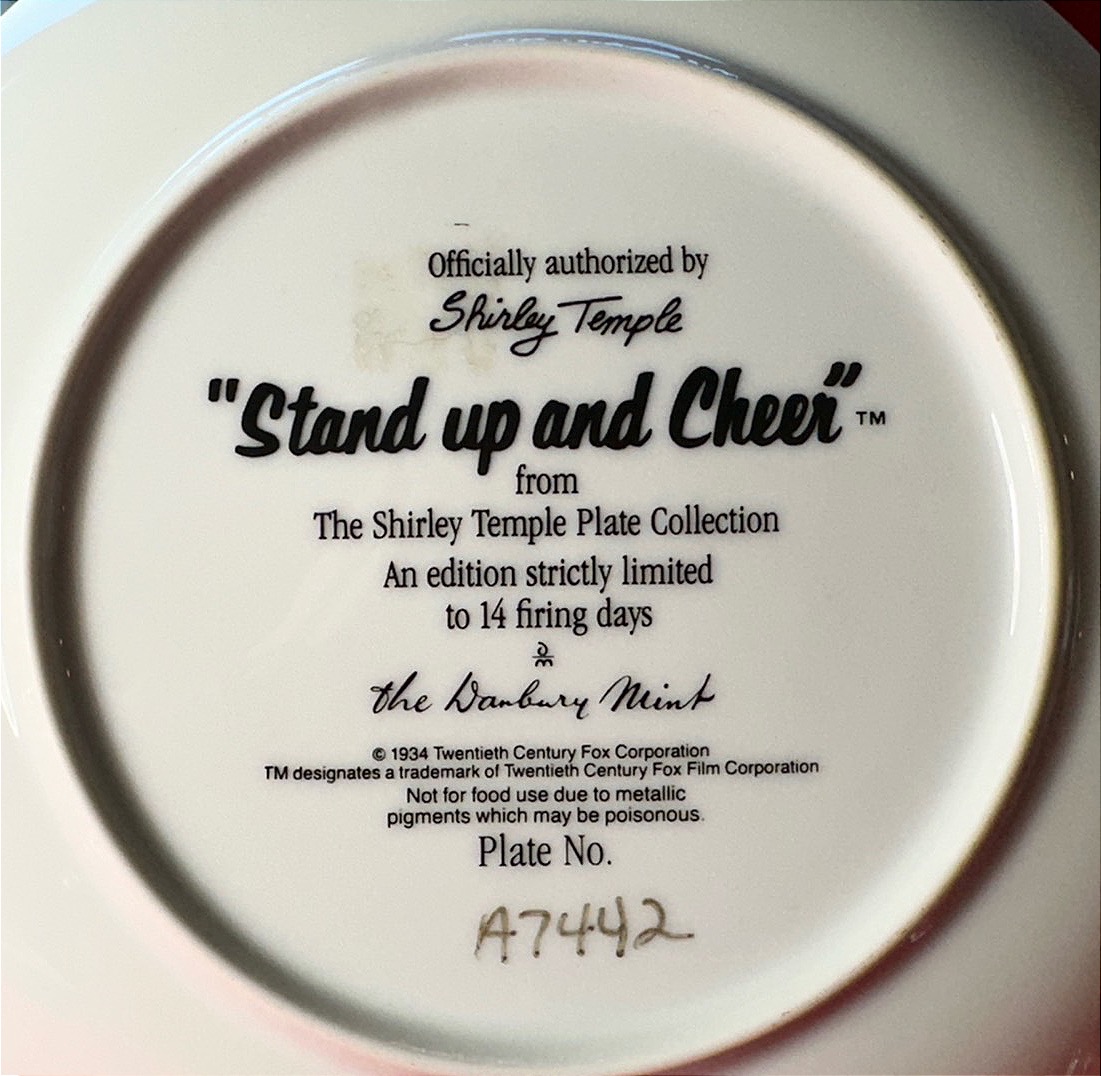 Officially authorized by
Shirley Temple
"Stand up and Cheer"™
from
The Shirley Temple Plate Collection
An edition strictly limited
to 14 firing days
the Danbury Mint
© 1934 Twentieth Century Fox Corporation
TM designates a trademark of Twentieth Century Fox Film Corporation
Not for food use due to metallic
pigments which may be poisonous.
Plate No.
A7442